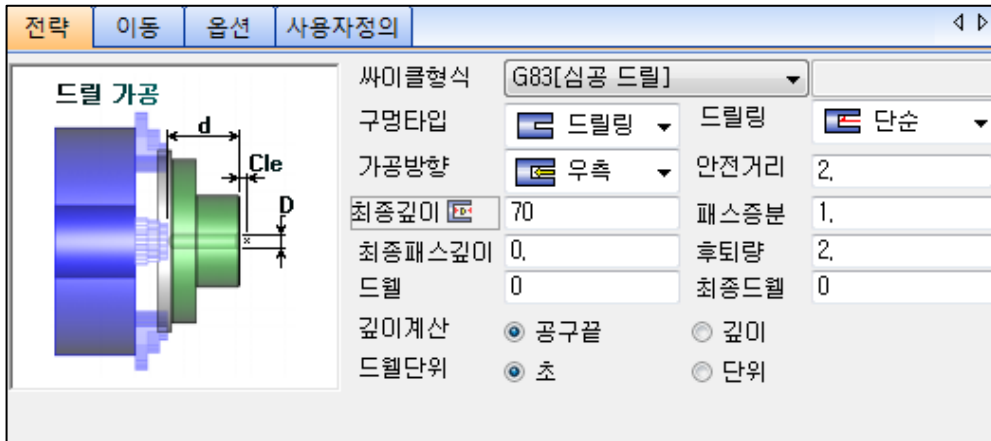 전략 이동 옵션 사용자정의
드릴 가공
d
Cle
D
싸이클형식 G83[심공 드릴]
구멍타입 드릴링 드릴링 단순
가공방향 우측 안전거리 2,
최종깊이 70 패스증분 1,
최종패스깊이 0, 후퇴량 2,
드웰 0 최종드웰 0
깊이계산 공구끝 깊이
드웰단위 초 단위